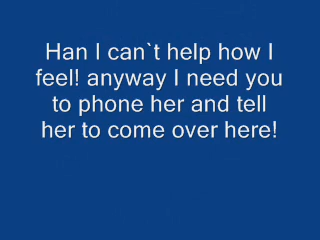 Han I can`t help how I
feel! anyway I need you
to phone her and tell
her to come over here!